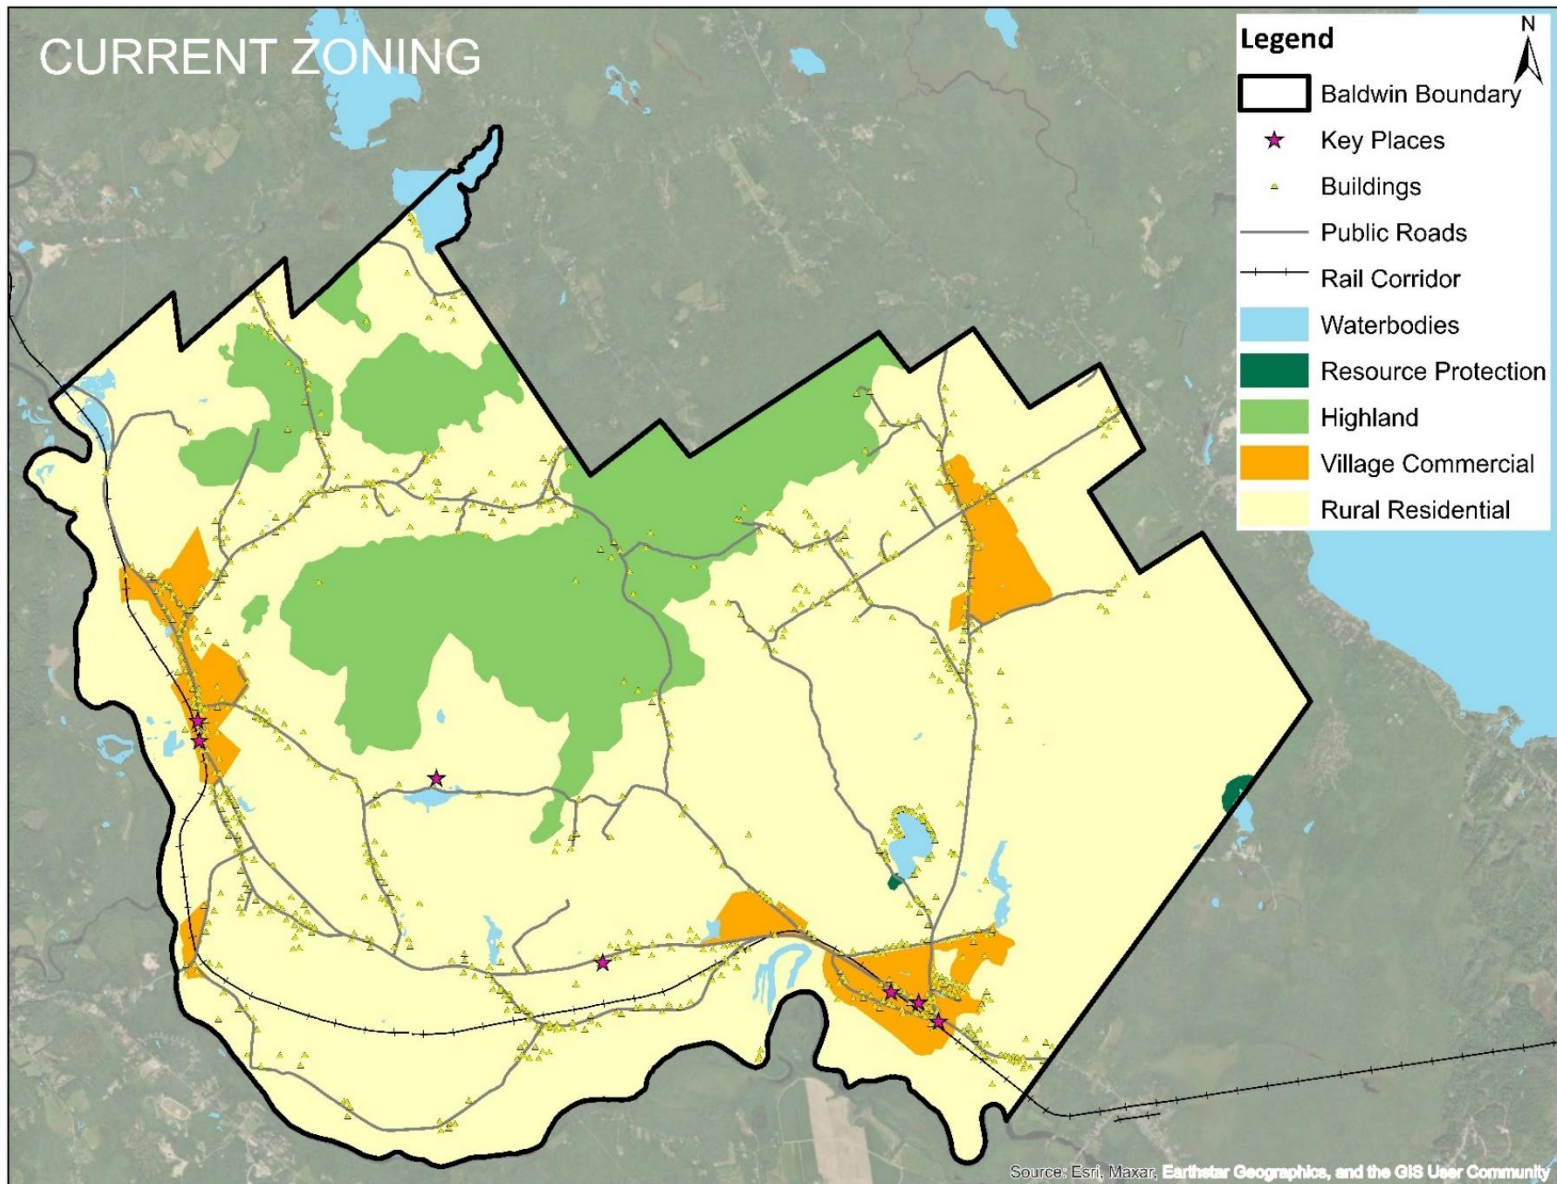 CURRENT ZONING
Legend
N
Baldwin Boundary
Key Places
Buildings
Public Roads
Rail Corridor
Waterbodies
Resource Protection
Highland
Village Commercial
Rural Residential
Source: Esri, Maxar, Earthstar Geographics, and the GIS User Community